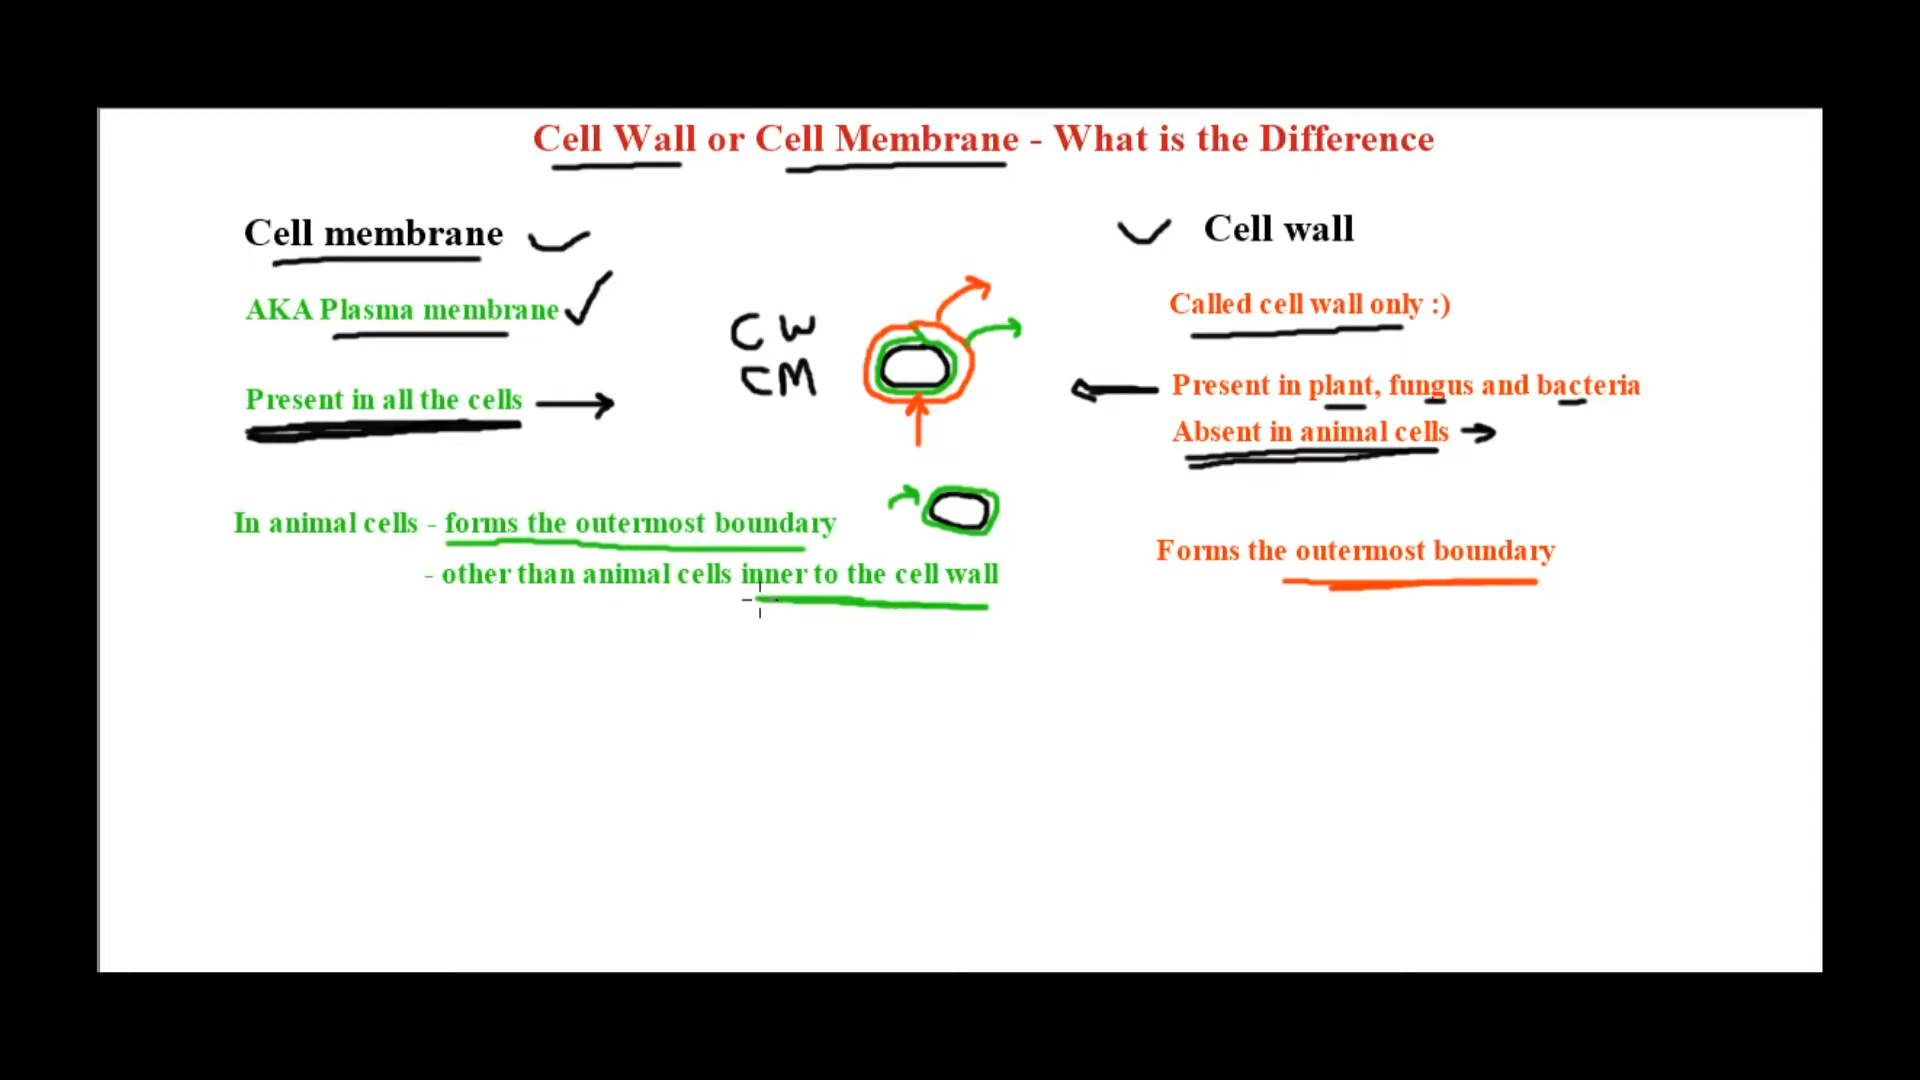 Cell Wall or Cell Membrane - What is the Difference
Cell membrane
AKA Plasma membrane
Present in all the cells
In animal cells - forms the outermost boundary
- other than animal cells inner to the cell wall
CW
CM
Cell wall
Called cell wall only :)
Present in plant, fungus and bacteria
Absent in animal cells
Forms the outermost boundary